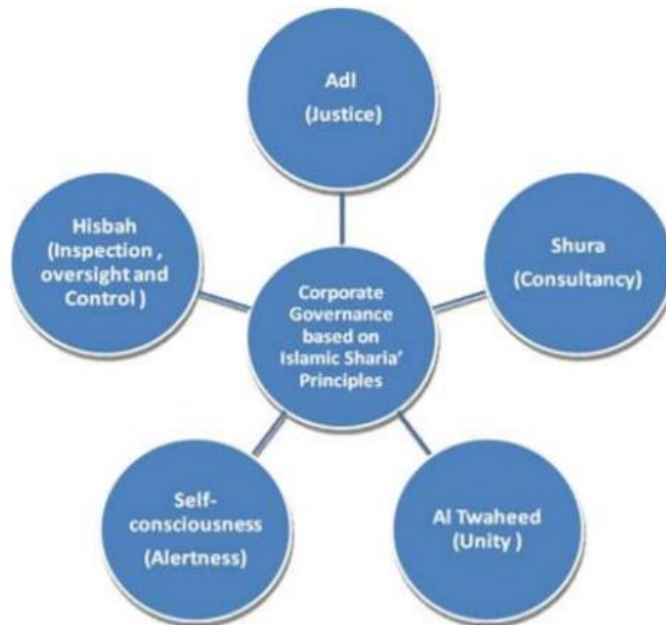 Adl
(Justice)
Hisbah
(Inspection ,
oversight and
Control )
Shura
(Consultancy)
Corporate
Governance
based on
Islamic Sharia'
Principles
Self-
consciousness
(Alertness)
Al Twaheed
(Unity )